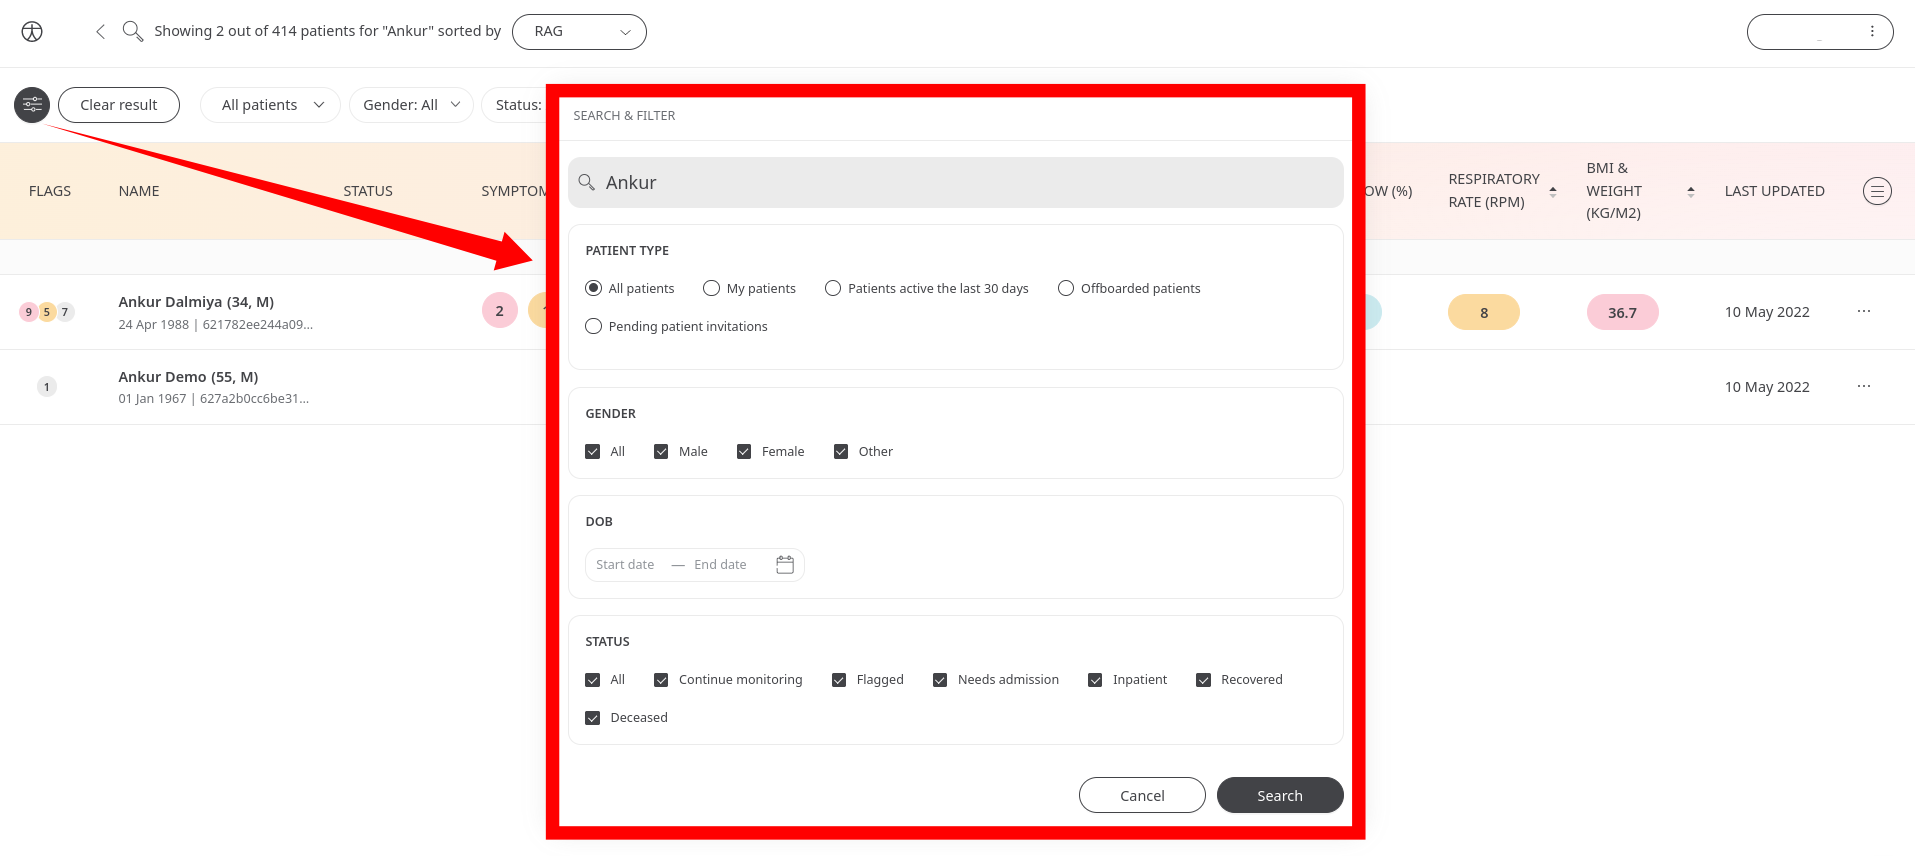 Showing 2 out of 414 patients for "Ankur" sorted by RAG
Clear result All patients Gender: All Status:
SEARCH & FILTER
Ankur
FLAGS NAME STATUS
RESPIRATORY RATE (RPM)
BMI & WEIGHT (KG/M2)
LAST UPDATED
(%)
PATIENT TYPE
All patients My patients Patients active the last 30 days Offboarded patients
Pending patient invitations
9 5 7
Ankur Dalmiya (34, M)
24 Apr 1988 | 621782ee244a09...
2
8 36.7 10 May 2022 ...
1
Ankur Demo (55, M)
01 Jan 1967 | 627a2b0cc6be31...
10 May 2022 ...
GENDER
All Male Female Other
DOB
Start date — End date
STATUS
All Continue monitoring Flagged Needs admission Inpatient Recovered
Deceased
Cancel Search